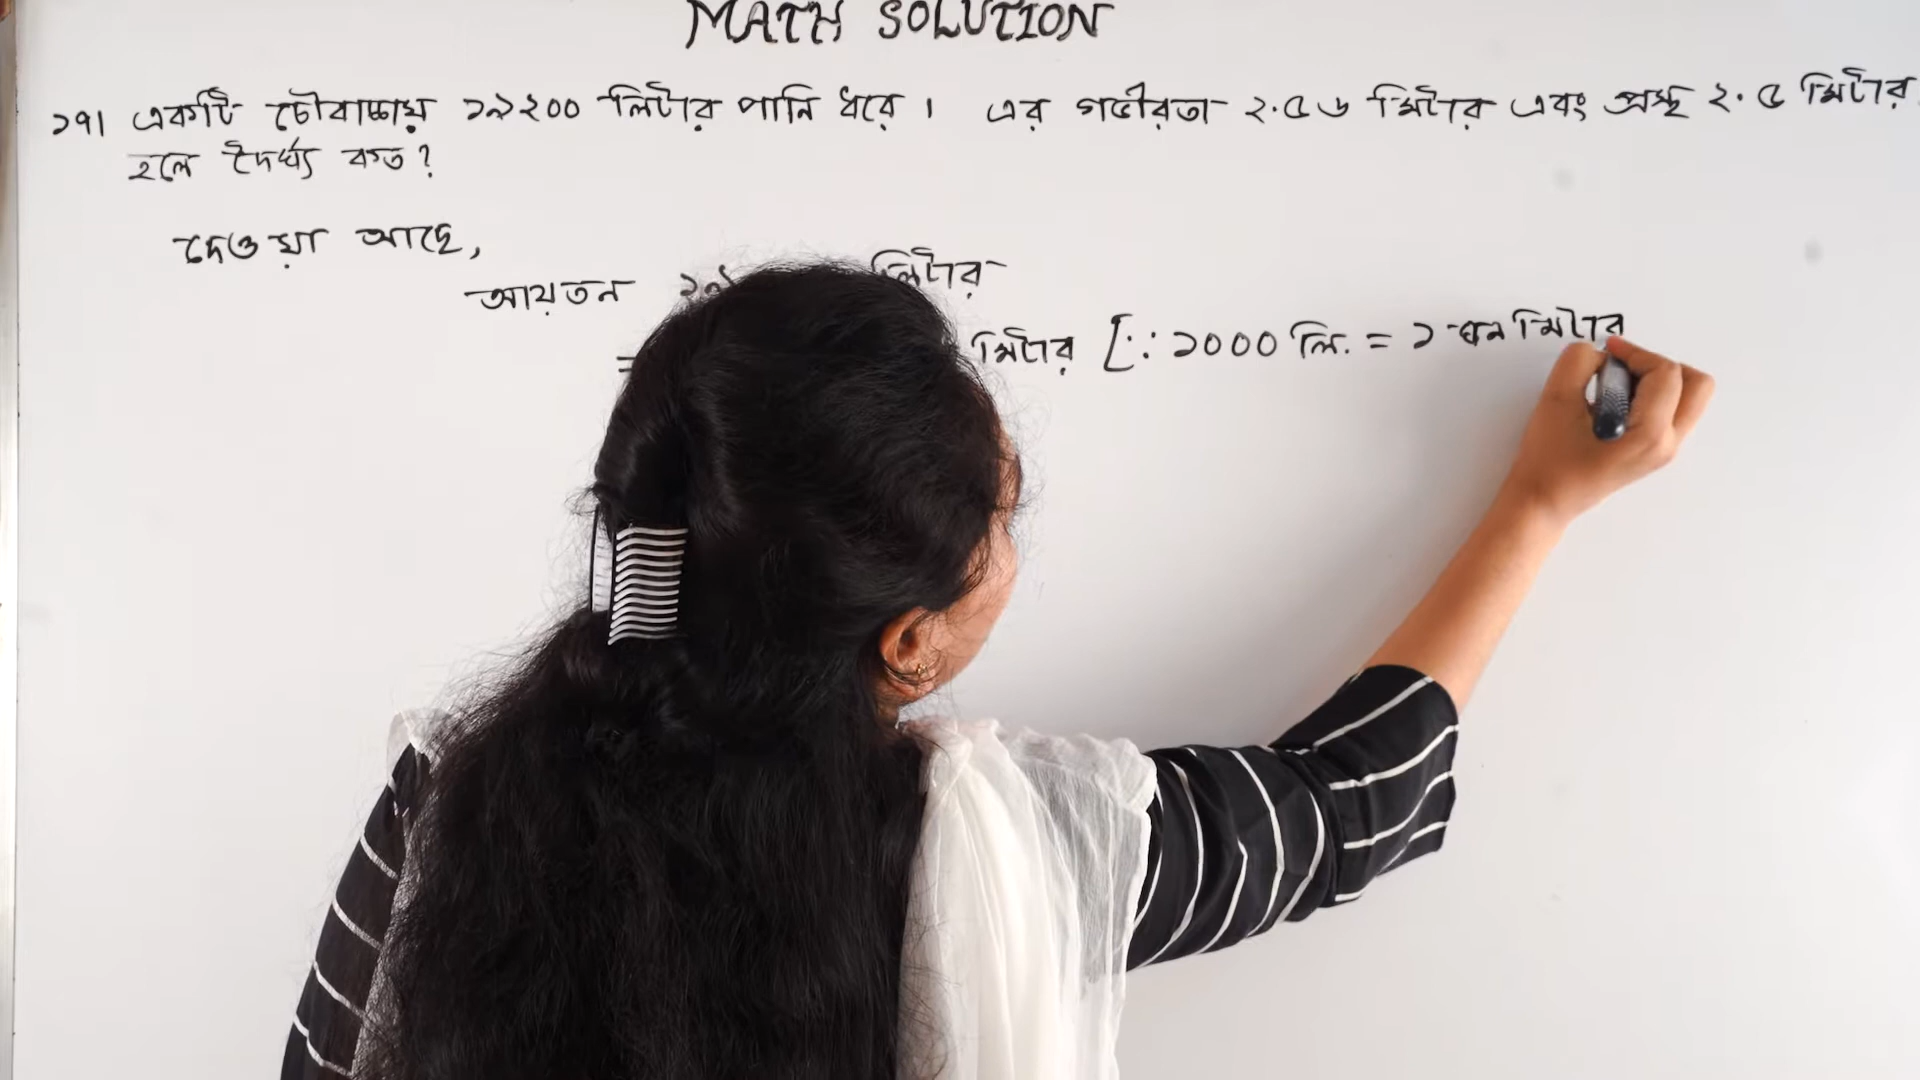 MATH SOLUTION
১৭। একটি চৌবাচ্চায় ১৯২০০ লিটার পানি ধরে। এর গভীরতা ২.৫৬ মিটার এবং প্রস্থ ২.৫ মিটার
হলে দৈর্ঘ্য কত?
দেওয়া আছে,
আয়তন লিটার
= মিটার [∵ ১০০০ লি. = ১ ঘন মিটার